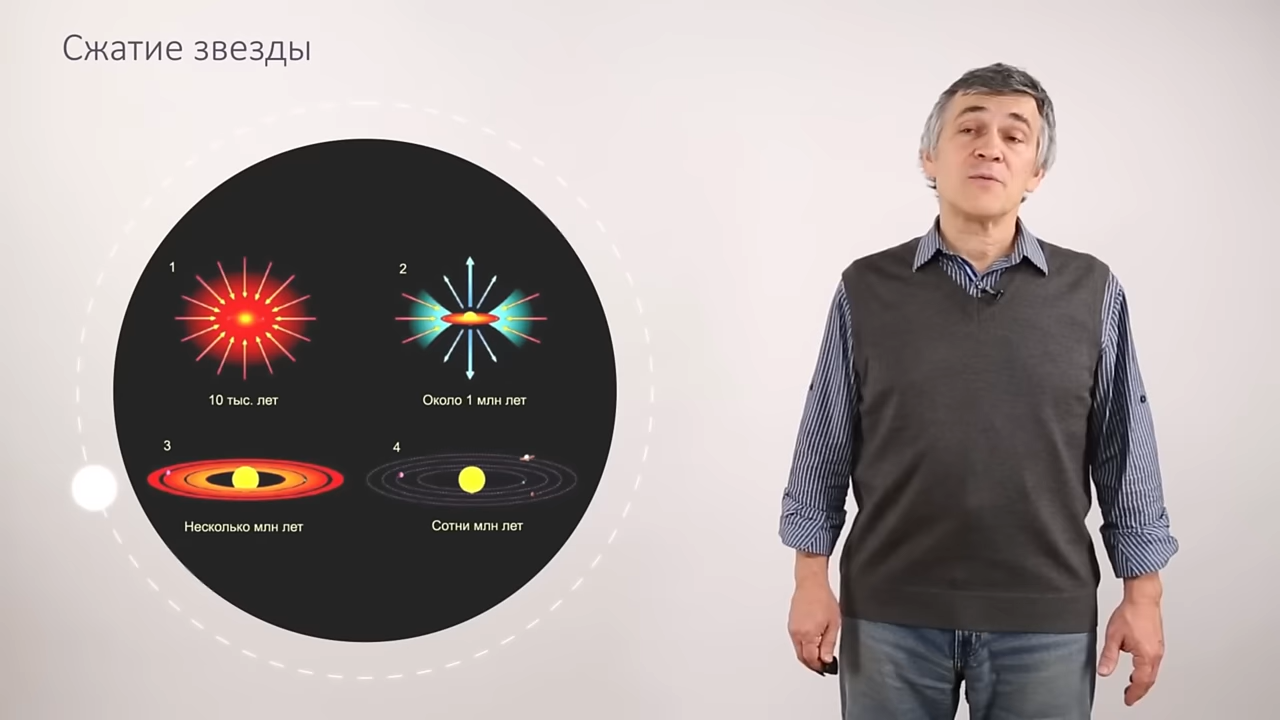 Сжатие звезды
1
2
10 тыс. лет
Около 1 млн лет
3
4
Несколько млн лет
Сотни млн лет